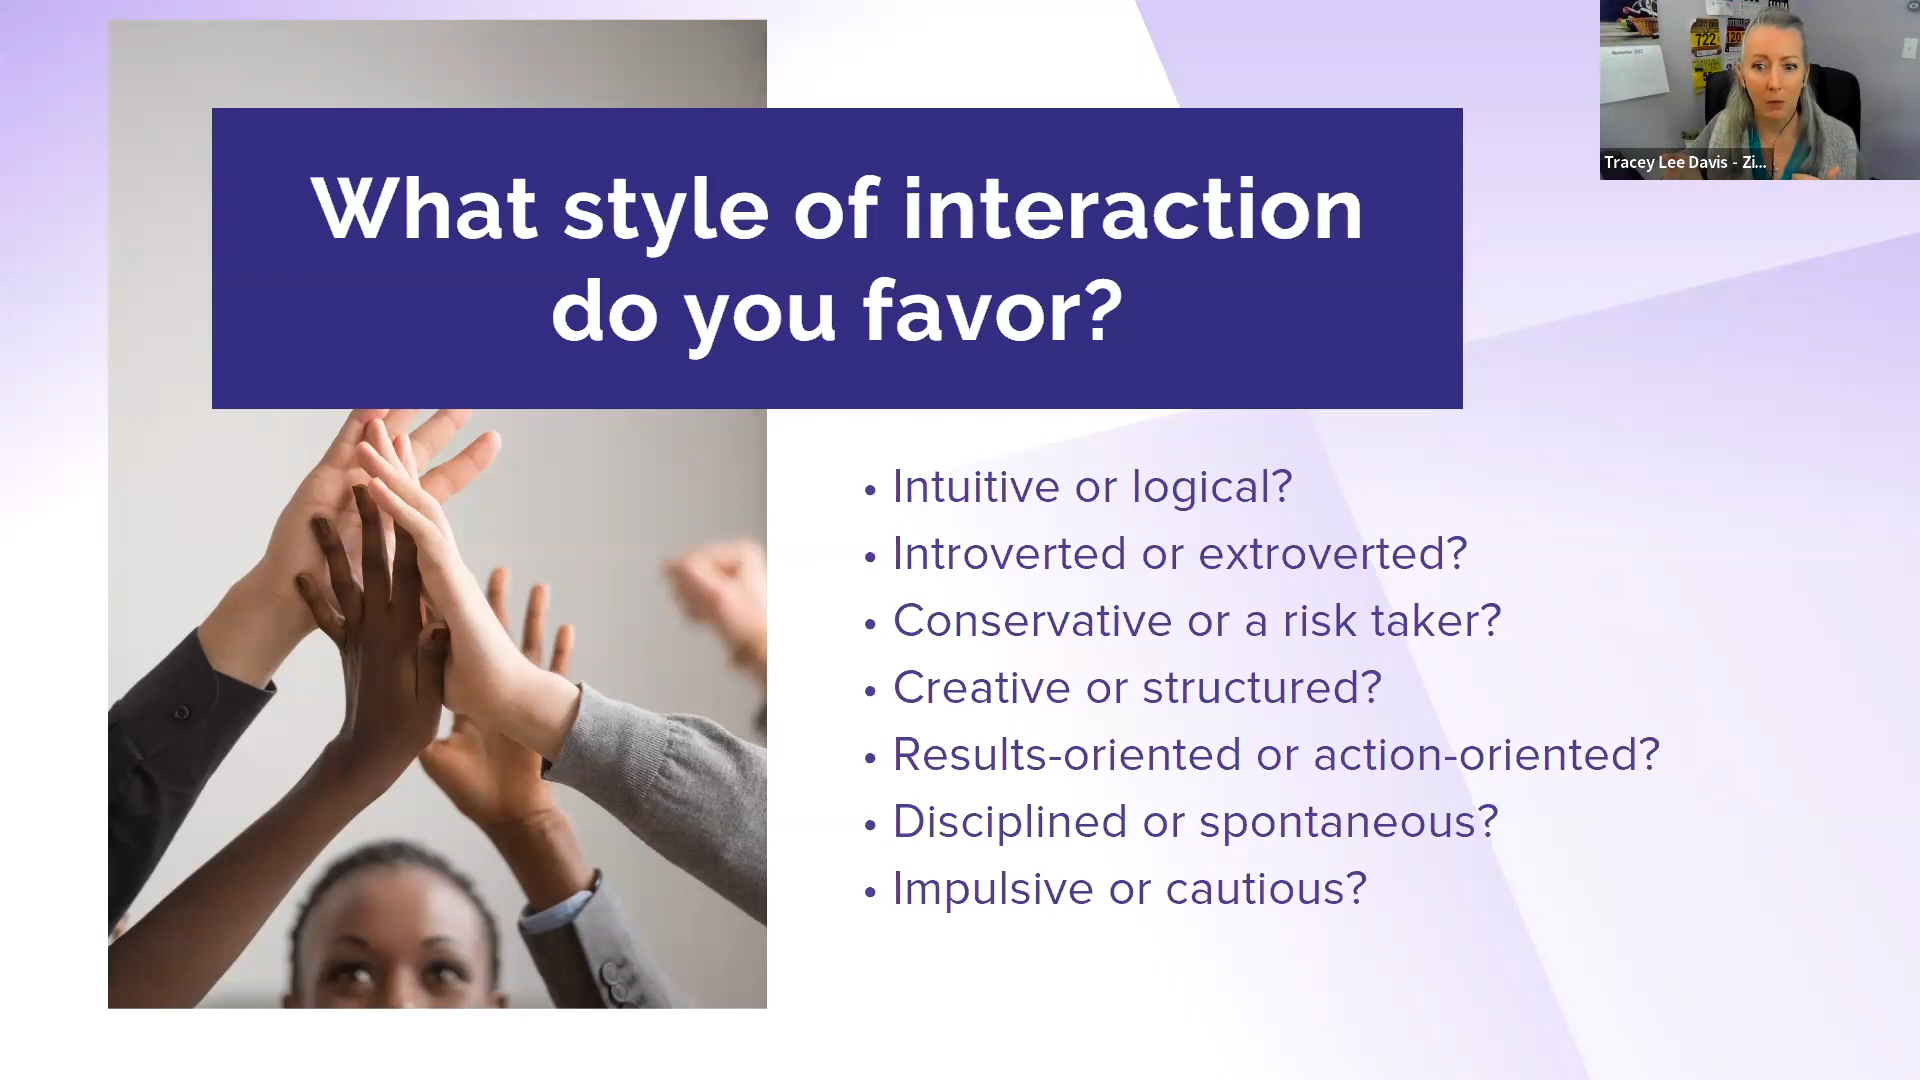 What style of interaction
do you favor?
• Intuitive or logical?
• Introverted or extroverted?
• Conservative or a risk taker?
• Creative or structured?
• Results-oriented or action-oriented?
• Disciplined or spontaneous?
• Impulsive or cautious?
722
Tracey Lee Davis - Zi...